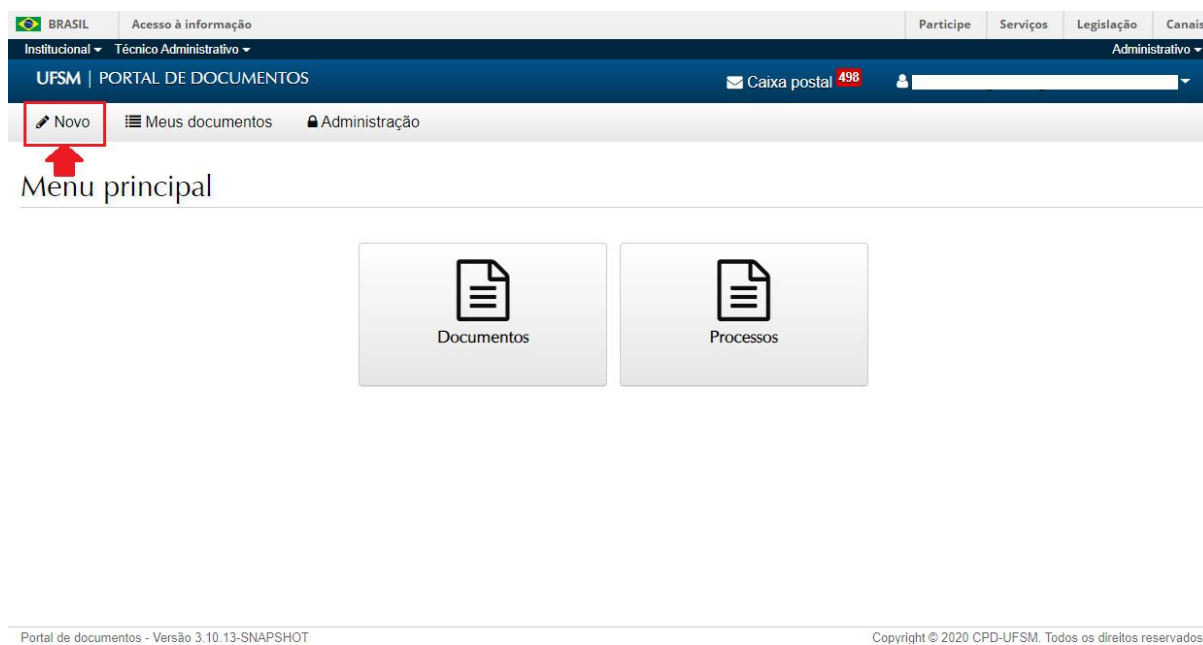 BRASIL Acesso à informação Participe Serviços Legislação Canais
Institucional Técnico Administrativo Administrativo
UFSM | PORTAL DE DOCUMENTOS Caixa postal 498
Novo Meus documentos Administração
Menu principal
Documentos Processos
Portal de documentos - Versão 3.10.13-SNAPSHOT Copyright © 2020 CPD-UFSM. Todos os direitos reservados